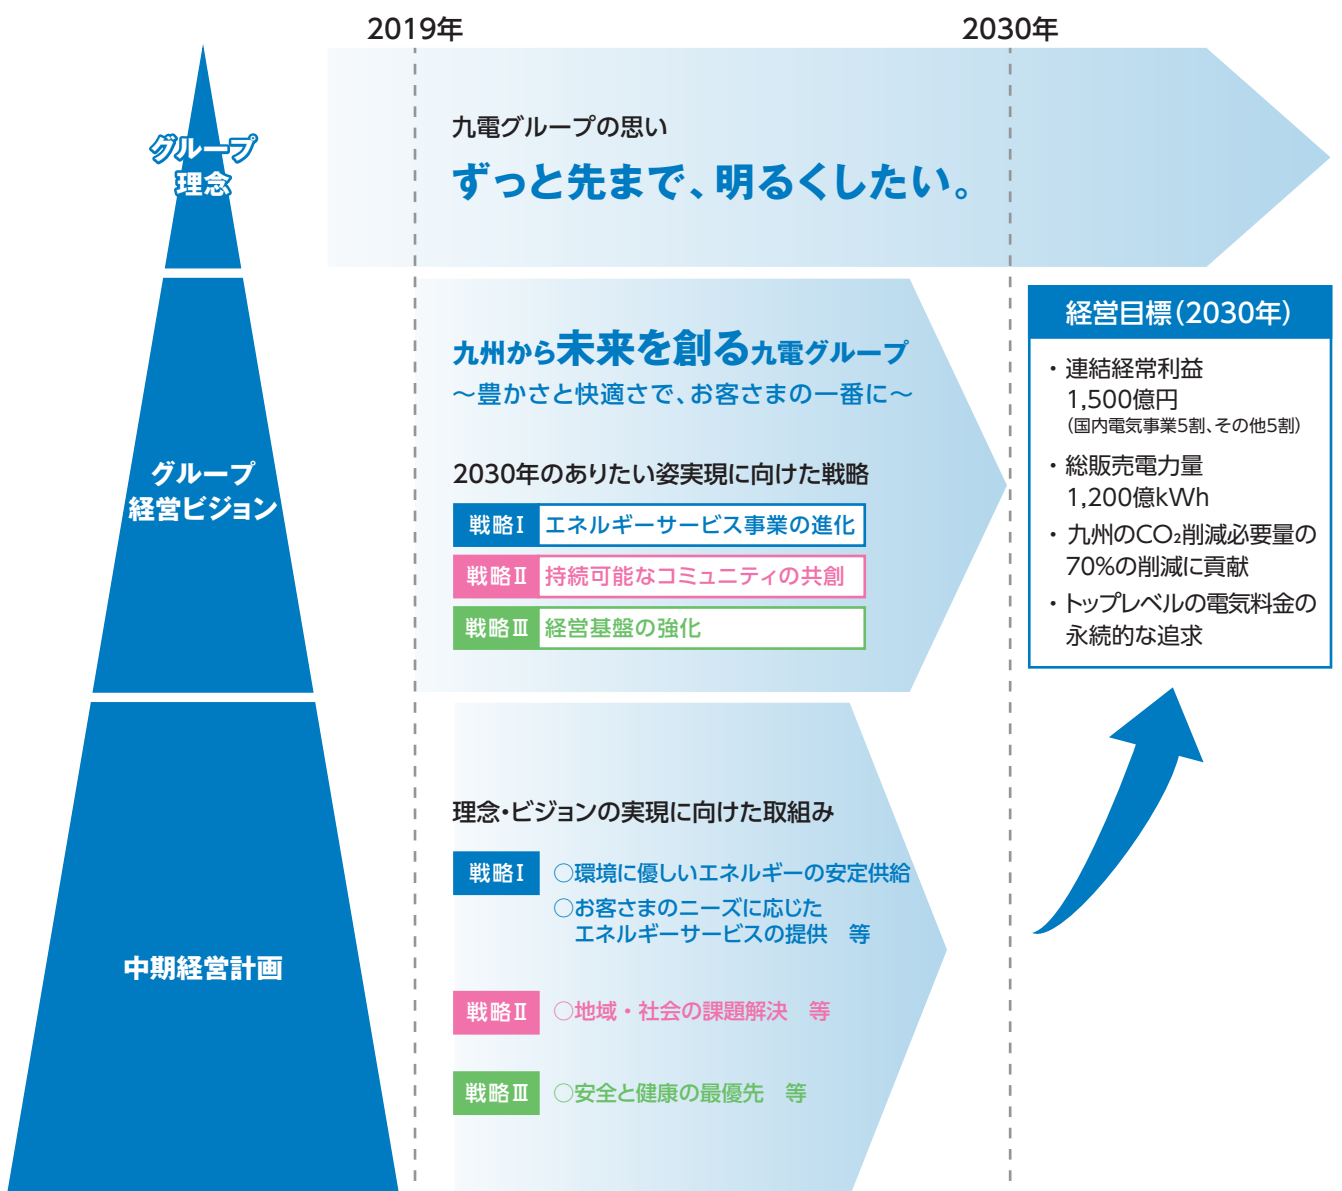 2019年
2030年
グループ
理念
九電グループの思い
ずっと先まで、明るくしたい。
グループ
経営ビジョン
九州から未来を創る九電グループ
～豊かさと快適さで、お客さまの一番に～
2030年のありたい姿実現に向けた戦略
戦略Ⅰ エネルギーサービス事業の進化
戦略Ⅱ 持続可能なコミュニティの共創
戦略Ⅲ 経営基盤の強化
経営目標（2030年）
・連結経常利益
1,500億円
（国内電気事業5割、その他5割）
・総販売電力量
1,200億kWh
・九州のCO₂削減必要量の
70%の削減に貢献
・トップレベルの電気料金の
永続的な追求
中期経営計画
理念・ビジョンの実現に向けた取組み
戦略Ⅰ ○環境に優しいエネルギーの安定供給
○お客さまのニーズに応じた
エネルギーサービスの提供　等
戦略Ⅱ ○地域・社会の課題解決　等
戦略Ⅲ ○安全と健康の最優先　等